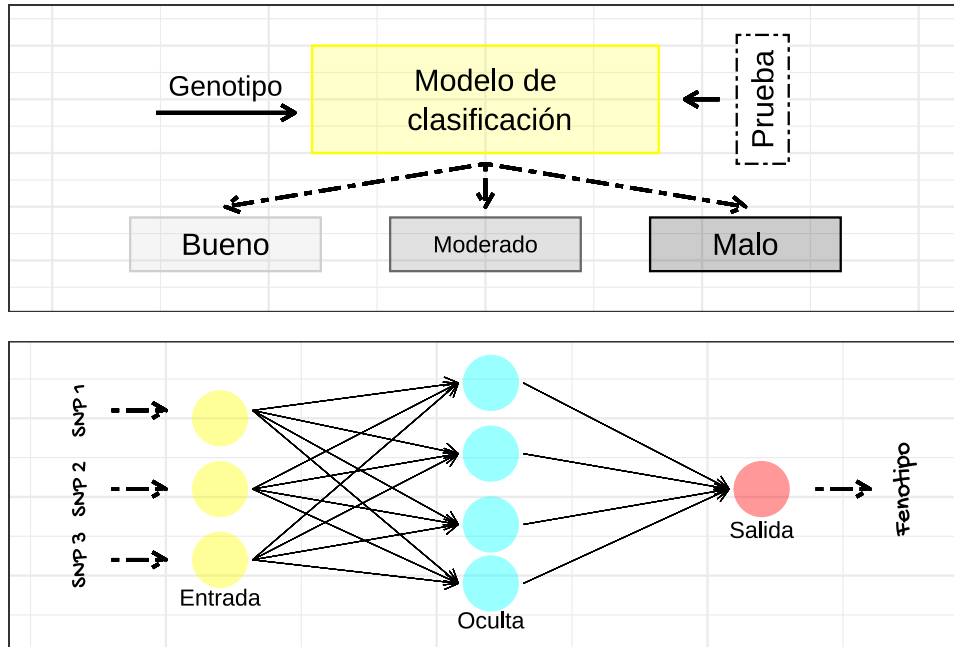 Genotipo
Modelo de
clasificación
Prueba
Bueno
Moderado
Malo
SNP 1
SNP 2
SNP 3
Entrada
Oculta
Salida
Fenotipo